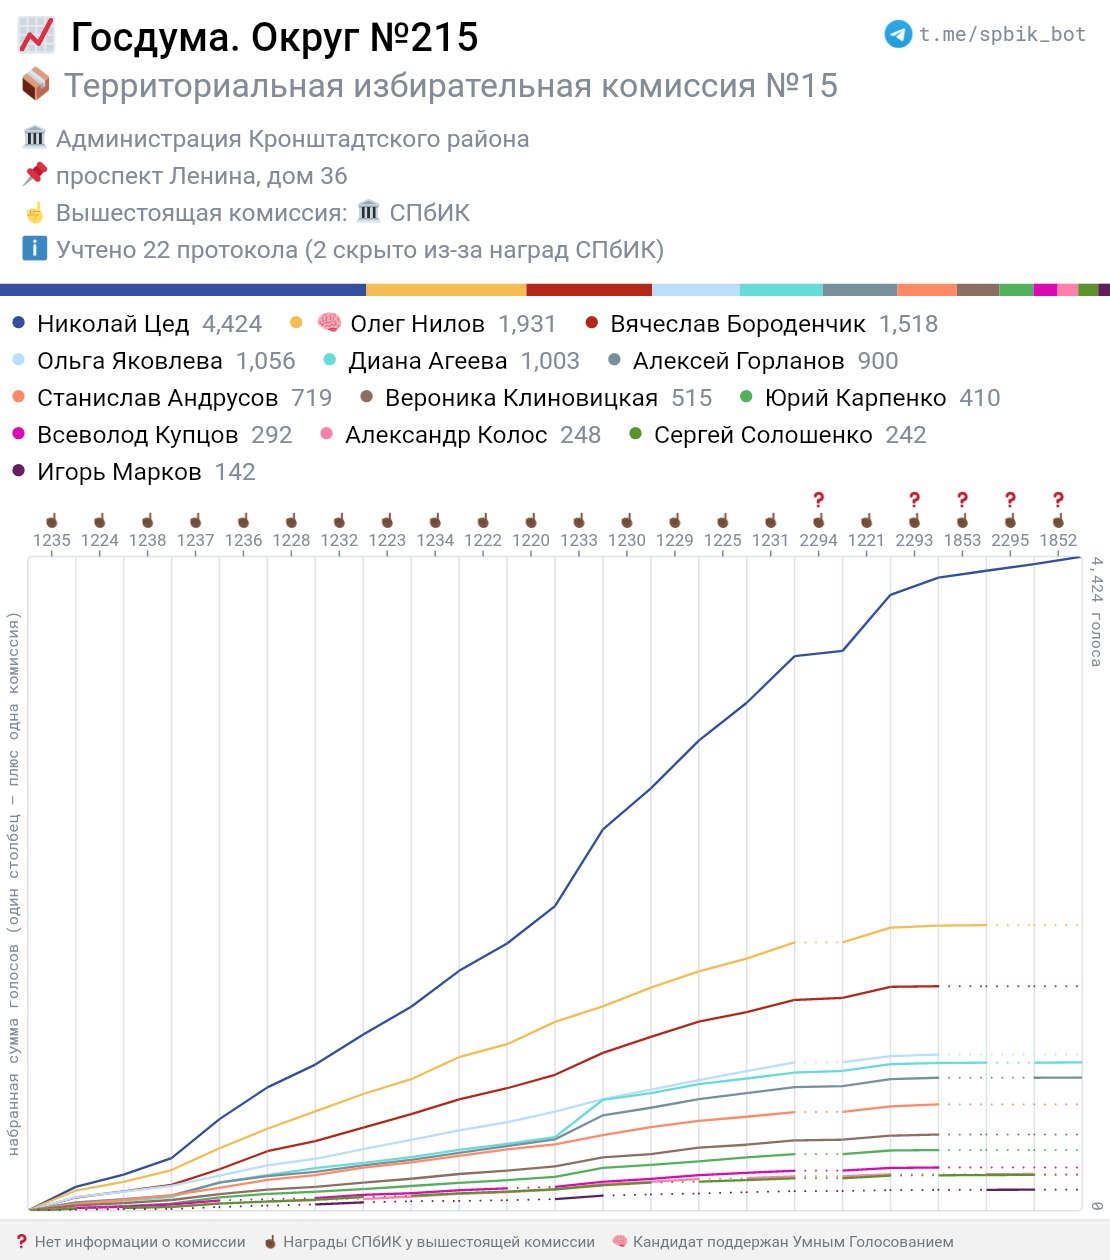 Госдума. Округ №215
t.me/spbik_bot
Территориальная избирательная комиссия №15
Администрация Кронштадтского района
проспект Ленина, дом 36
Вышестоящая комиссия: СПбИК
Учтено 22 протокола (2 скрыто из-за наград СПбИК)
Николай Цед 4,424 Олег Нилов 1,931 Вячеслав Бороденчик 1,518
Ольга Яковлева 1,056 Диана Агеева 1,003 Алексей Горланов 900
Станислав Андрусов 719 Вероника Клиновицкая 515 Юрий Карпенко 410
Всеволод Купцов 292 Александр Колос 248 Сергей Солошенко 242
Игорь Марков 142
1235 1224 1238 1237 1236 1228 1232 1223 1234 1222 1220 1233 1230 1229 1225 1231 2294 1221 2293 1853 2295 1852
набранная сумма голосов (один столбец — плюс одна комиссия)
4,424 голоса
0
Нет информации о комиссии Награды СПбИК у вышестоящей комиссии Кандидат поддержан Умным Голосованием